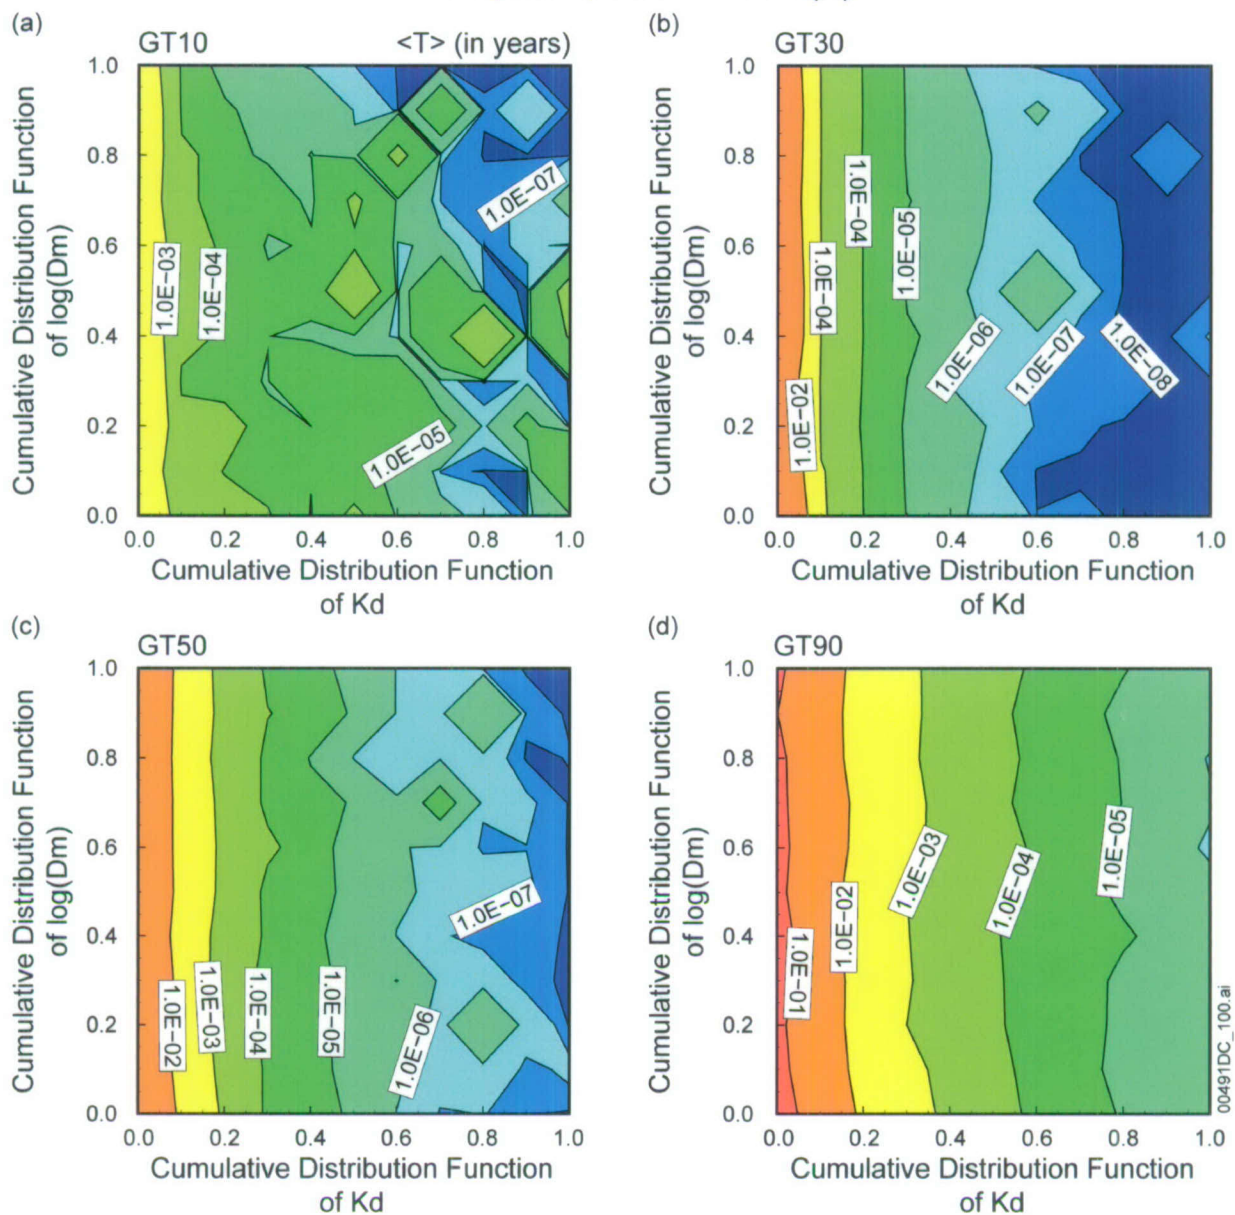 (a)
GT10 <T> (in years)
Cumulative Distribution Function
of log(Dm)
1.0
0.8
0.6
0.4
0.2
0.0
1.0E−03
1.0E−04
1.0E−05
1.0E−07
0.0 0.2 0.4 0.6 0.8 1.0
Cumulative Distribution Function
of Kd
(b)
GT30
Cumulative Distribution Function
of log(Dm)
1.0
0.8
0.6
0.4
0.2
0.0
1.0E−02
1.0E−04
1.0E−04
1.0E−05
1.0E−06
1.0E−07
1.0E−08
0.0 0.2 0.4 0.6 0.8 1.0
Cumulative Distribution Function
of Kd
(c)
GT50
Cumulative Distribution Function
of log(Dm)
1.0
0.8
0.6
0.4
0.2
0.0
1.0E−02
1.0E−03
1.0E−04
1.0E−05
1.0E−06
1.0E−07
0.0 0.2 0.4 0.6 0.8 1.0
Cumulative Distribution Function
of Kd
(d)
GT90
Cumulative Distribution Function
of log(Dm)
1.0
0.8
0.6
0.4
0.2
0.0
1.0E−01
1.0E−02
1.0E−03
1.0E−04
1.0E−05
0.0 0.2 0.4 0.6 0.8 1.0
Cumulative Distribution Function
of Kd
00491DC_100.ai